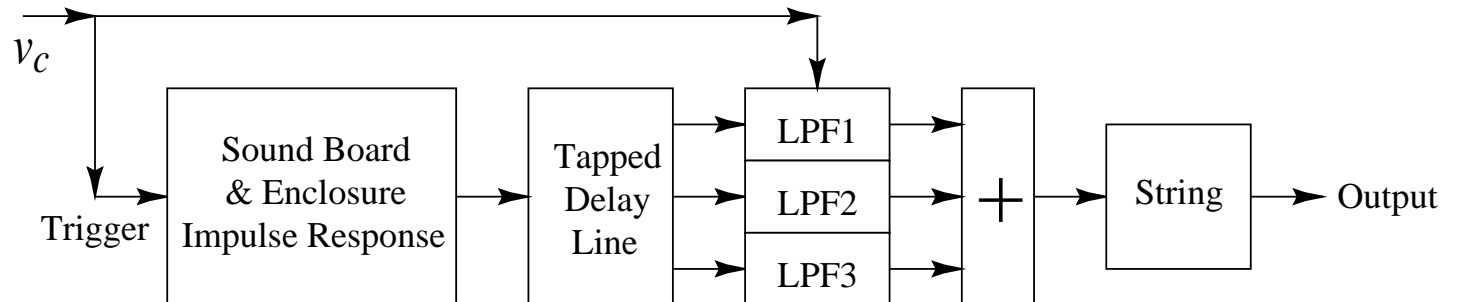 v_c
Trigger
Sound Board
& Enclosure
Impulse Response
Tapped
Delay
Line
LPF1
LPF2
LPF3
+
String
Output